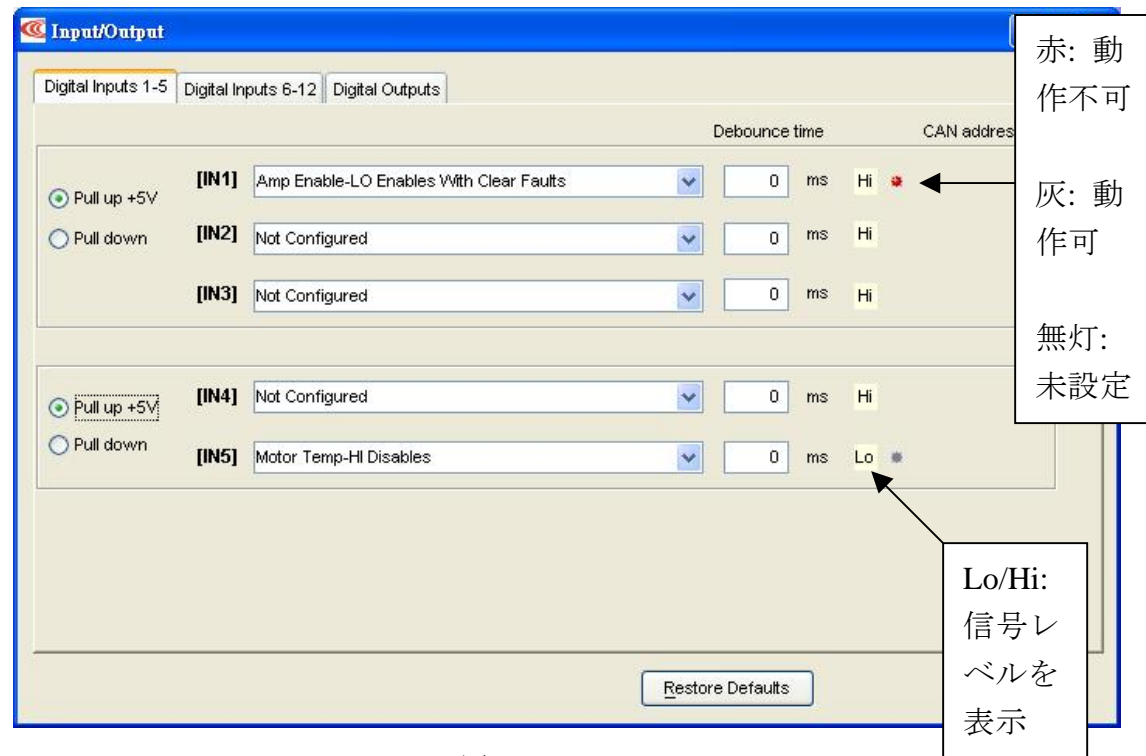 Input/Output
Digital Inputs 1-5 Digital Inputs 6-12 Digital Outputs
Debounce time CAN addres
Pull up +5V
Pull down
[IN1] Amp Enable-LO Enables With Clear Faults 0 ms Hi
[IN2] Not Configured 0 ms Hi
[IN3] Not Configured 0 ms Hi
Pull up +5V
Pull down
[IN4] Not Configured 0 ms Hi
[IN5] Motor Temp-HI Disables 0 ms Lo
Restore Defaults
赤: 動
作不可
灰: 動
作可
無灯:
未設定
Lo/Hi:
信号レ
ベルを
表示